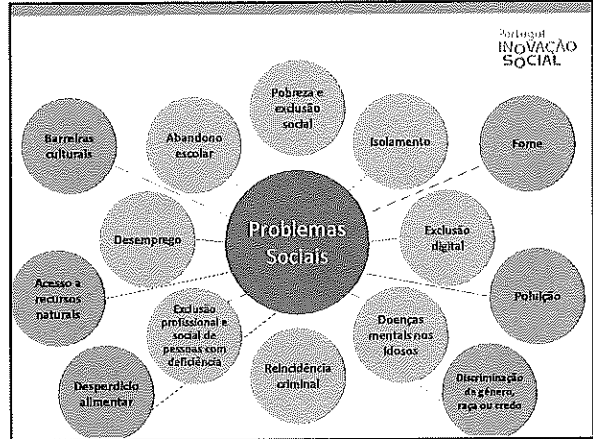 Portugal
INOVAÇÃO
SOCIAL
Pobreza e
exclusão
social
Barreiras
culturais
Abandono
escolar
Isolamento
Fome
Problemas
Sociais
Desemprego
Exclusão
digital
Acesso a
recursos
naturais
Poluição
Exclusão
profissional e
social de
pessoas com
deficiência
Doenças
mentais nos
idosos
Reincidência
criminal
Desperdício
alimentar
Discriminação
de género,
raça ou credo